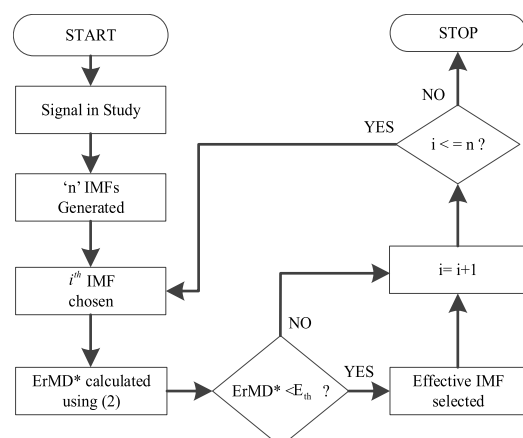 START
Signal in Study
‘n’ IMFs
Generated
i th IMF
chosen
ErMD* calculated
using (2)
ErMD* <E th ?
YES
Effective IMF
selected
NO
i= i+1
i < = n ?
YES
NO
STOP